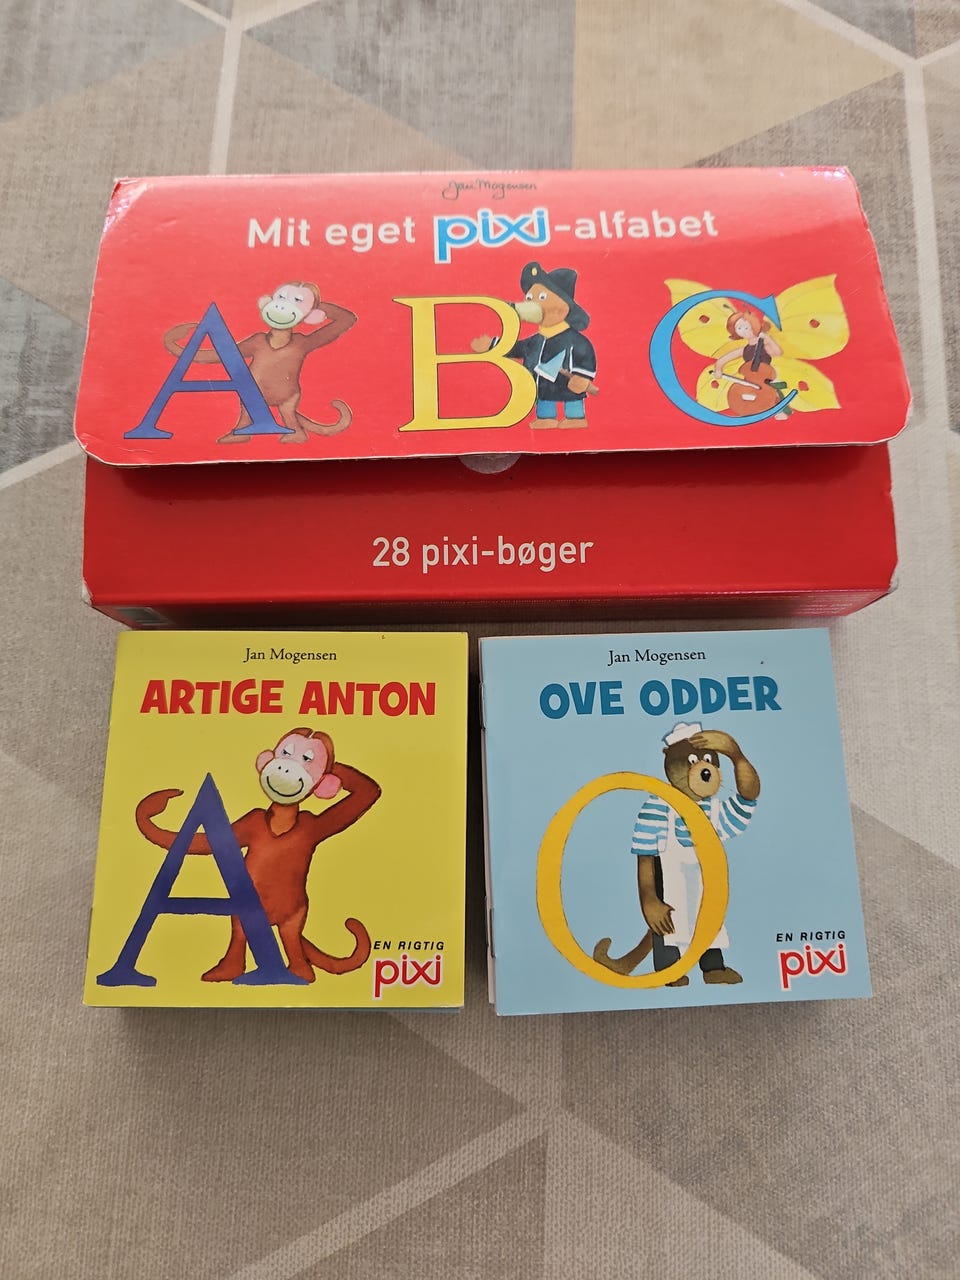 Jan Mogensen
Mit eget pixi-alfabet
A B C
28 pixi-bøger
Jan Mogensen
ARTIGE ANTON
A
EN RIGTIG
pixi
Jan Mogensen
OVE ODDER
O
EN RIGTIG
pixi